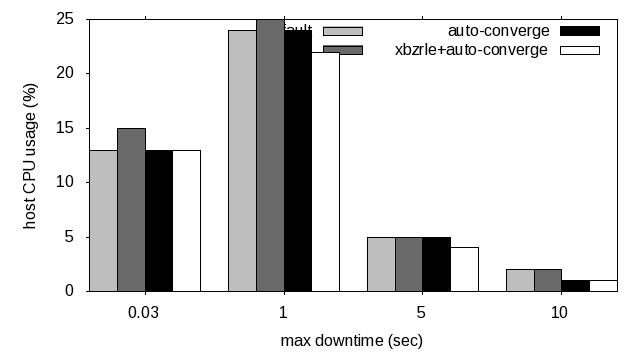 25
auto-converge
xbzrle+auto-converge
20
15
10
5
0
host CPU usage (%)
0.03 1 5 10
max downtime (sec)